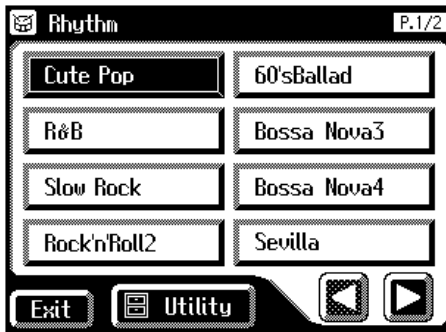 Rhythm P.1/2
Cute Pop 60'sBallad
R&B Bossa Nova3
Slow Rock Bossa Nova4
Rock'n'Roll2 Sevilla
Exit Utility